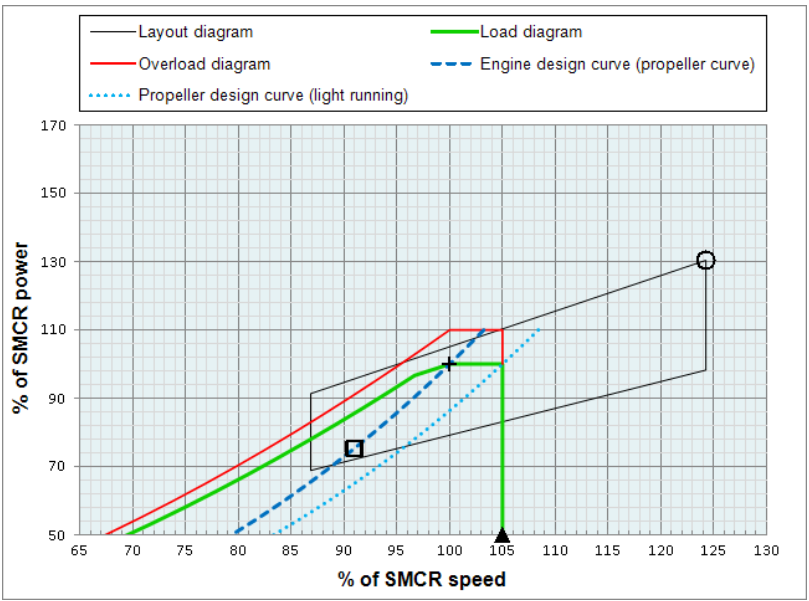 Layout diagram
Load diagram
Overload diagram
Engine design curve (propeller curve)
Propeller design curve (light running)
170
150
130
110
90
70
50
% of SMCR power
65 70 75 80 85 90 95 100 105 110 115 120 125 130
% of SMCR speed